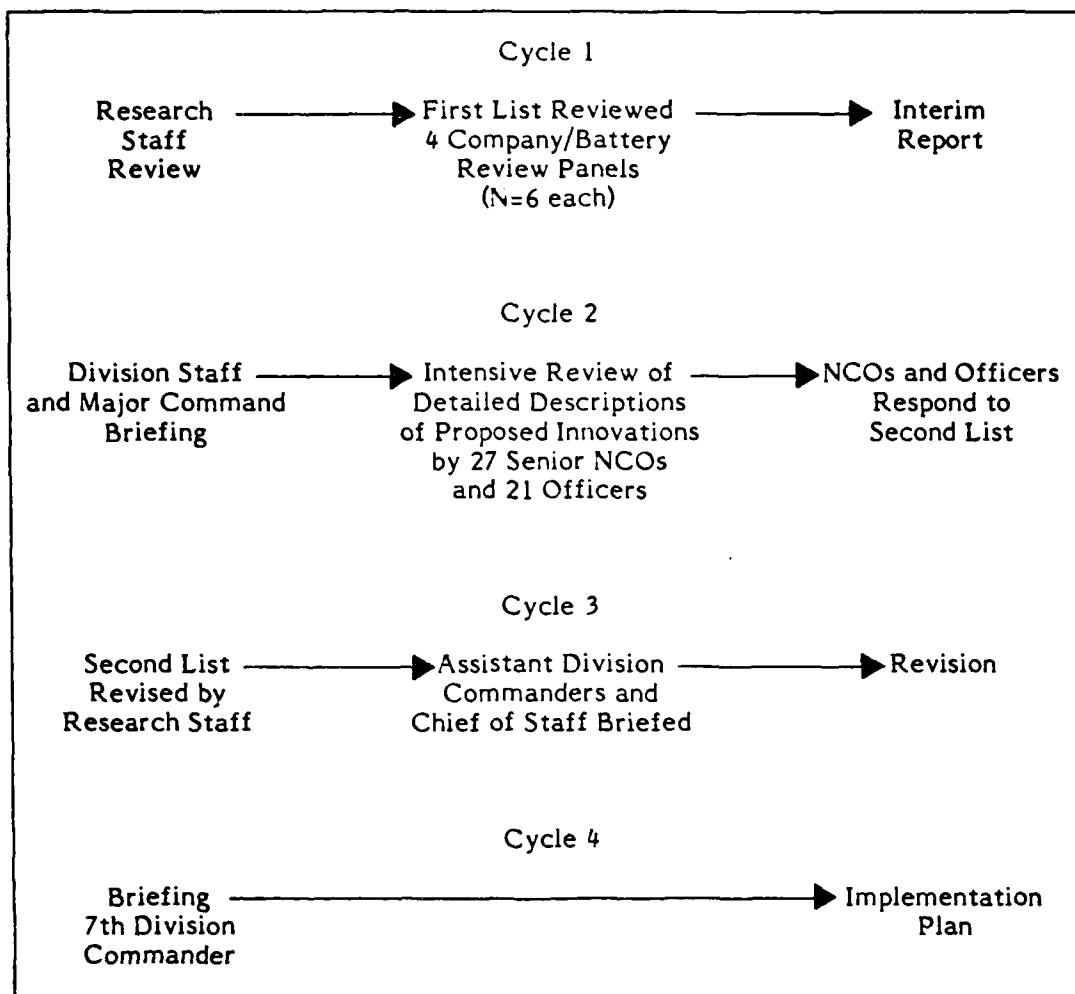 Cycle 1
Research
Staff
Review
First List Reviewed
4 Company/Battery
Review Panels
(N=6 each)
Interim
Report
Cycle 2
Division Staff
and Major Command
Briefing
Intensive Review of
Detailed Descriptions
of Proposed Innovations
by 27 Senior NCOs
and 21 Officers
NCOs and Officers
Respond to
Second List
Cycle 3
Second List
Revised by
Research Staff
Assistant Division
Commanders and
Chief of Staff Briefed
Revision
Cycle 4
Briefing
7th Division
Commander
Implementation
Plan